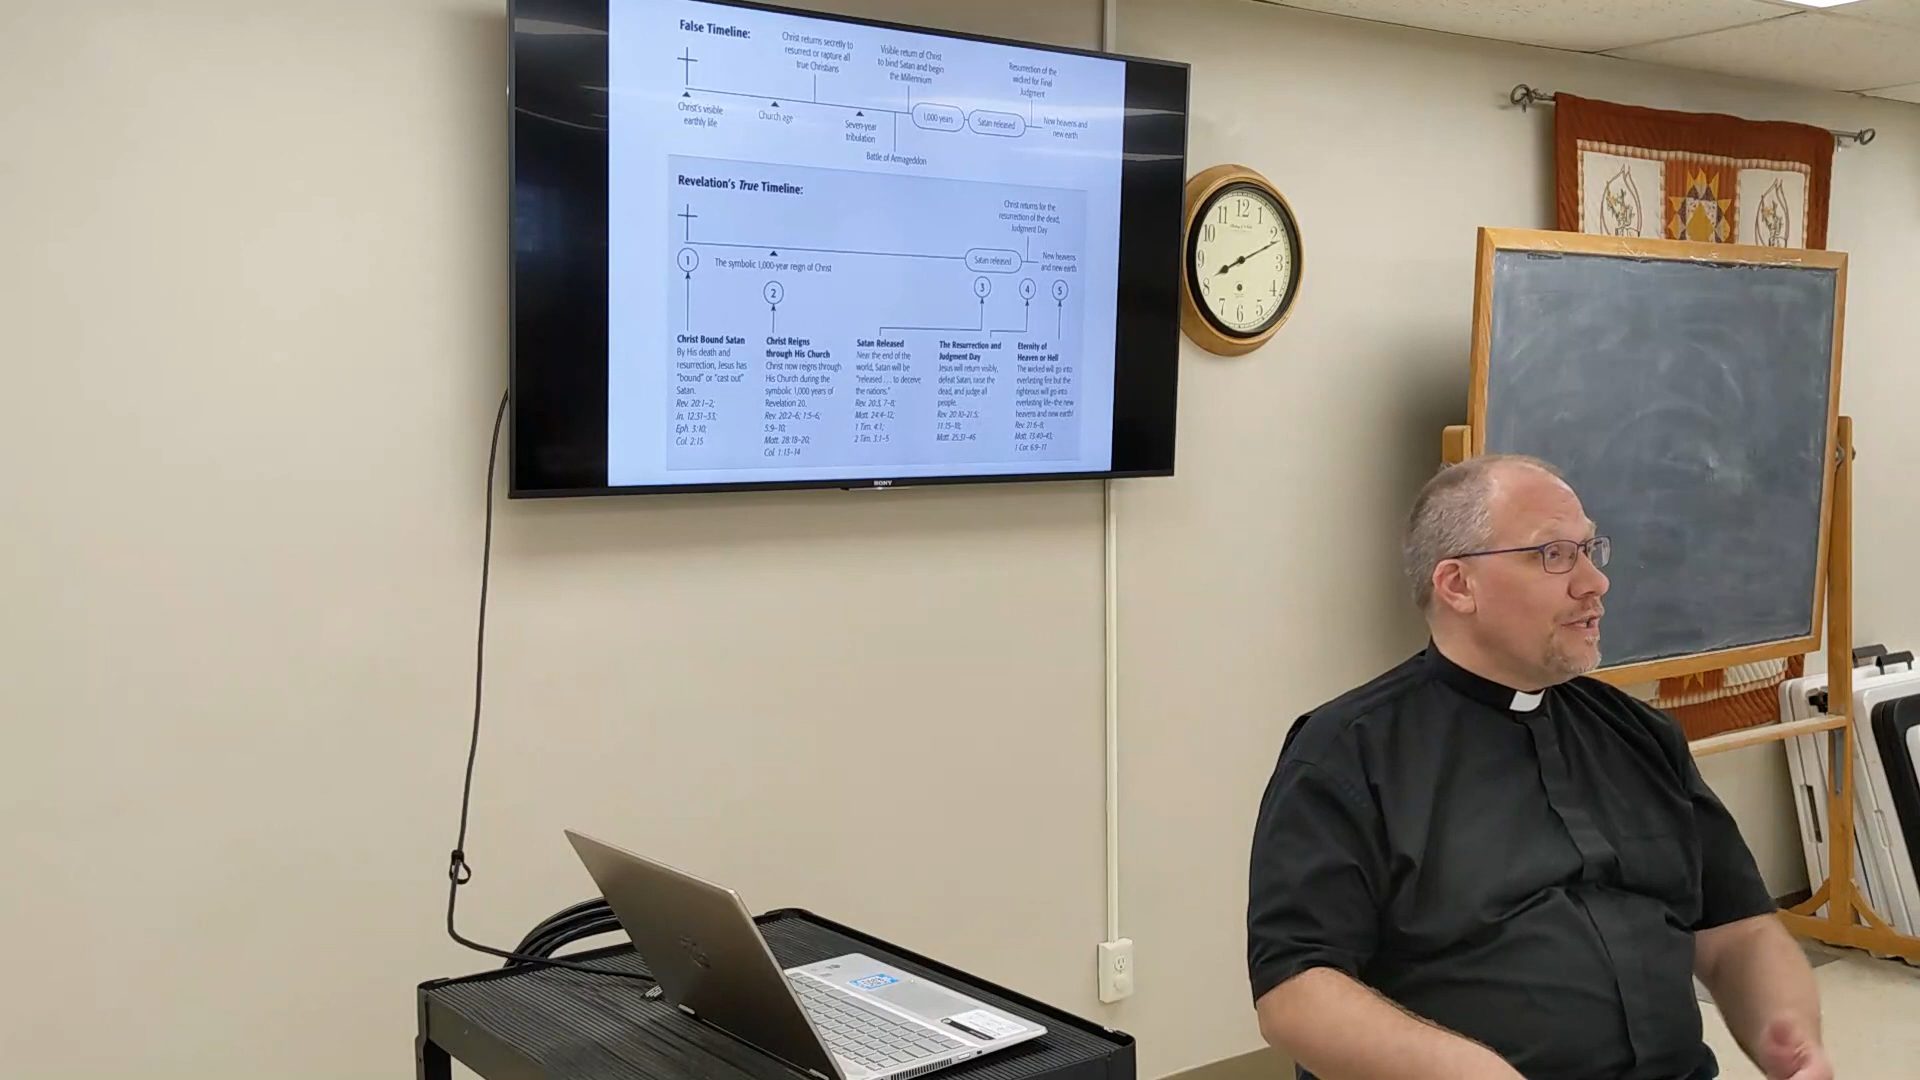 False Timeline:
Christ returns secretly to
resurrect or rapture all
true Christians
Visible return of Christ
to bind Satan and begin
the Millennium
Resurrection of the
wicked for Final
Judgment
Christ's visible
earthly life
Church age
Seven-year
tribulation
Battle of Armageddon
1,000 years
Satan released
New heavens and
new earth
Revelation's True Timeline:
Christ returns for the
resurrection of the dead,
Judgment Day
1
The symbolic 1,000-year reign of Christ
Satan released
New heavens
and new earth
2
3
4
5
Christ Bound Satan
By His death and
resurrection, Jesus has
"bound" or "cast out"
Satan.
Rev. 20:1–2;
Jn. 12:31–33;
Eph. 3:10;
Col. 2:15
Christ Reigns
through His Church
Christ now reigns through
His Church during the
symbolic 1,000 years of
Revelation 20.
Rev. 20:2–6; 1:5–6;
5:9–10;
Matt. 28:18–20;
Col. 1:13–14
Satan Released
Near the end of the
world, Satan will be
"released . . . to deceive
the nations."
Rev. 20:3, 7–8;
Matt. 24:4–12;
1 Tim. 4:1;
2 Tim. 3:1–5
The Resurrection and
Judgment Day
Jesus will return visibly,
defeat Satan, raise the
dead, and judge all
people.
Rev. 20:10–21:5;
11:15–18;
Matt. 25:31–46
Eternity of
Heaven or Hell
The wicked will go into
everlasting fire but the
righteous will go into
everlasting life—the new
heavens and new earth!
Rev. 21:6–8;
Matt. 13:40–43;
1 Cor. 6:9–11
SONY
12
1
2
3
4
5
6
7
8
9
10
11